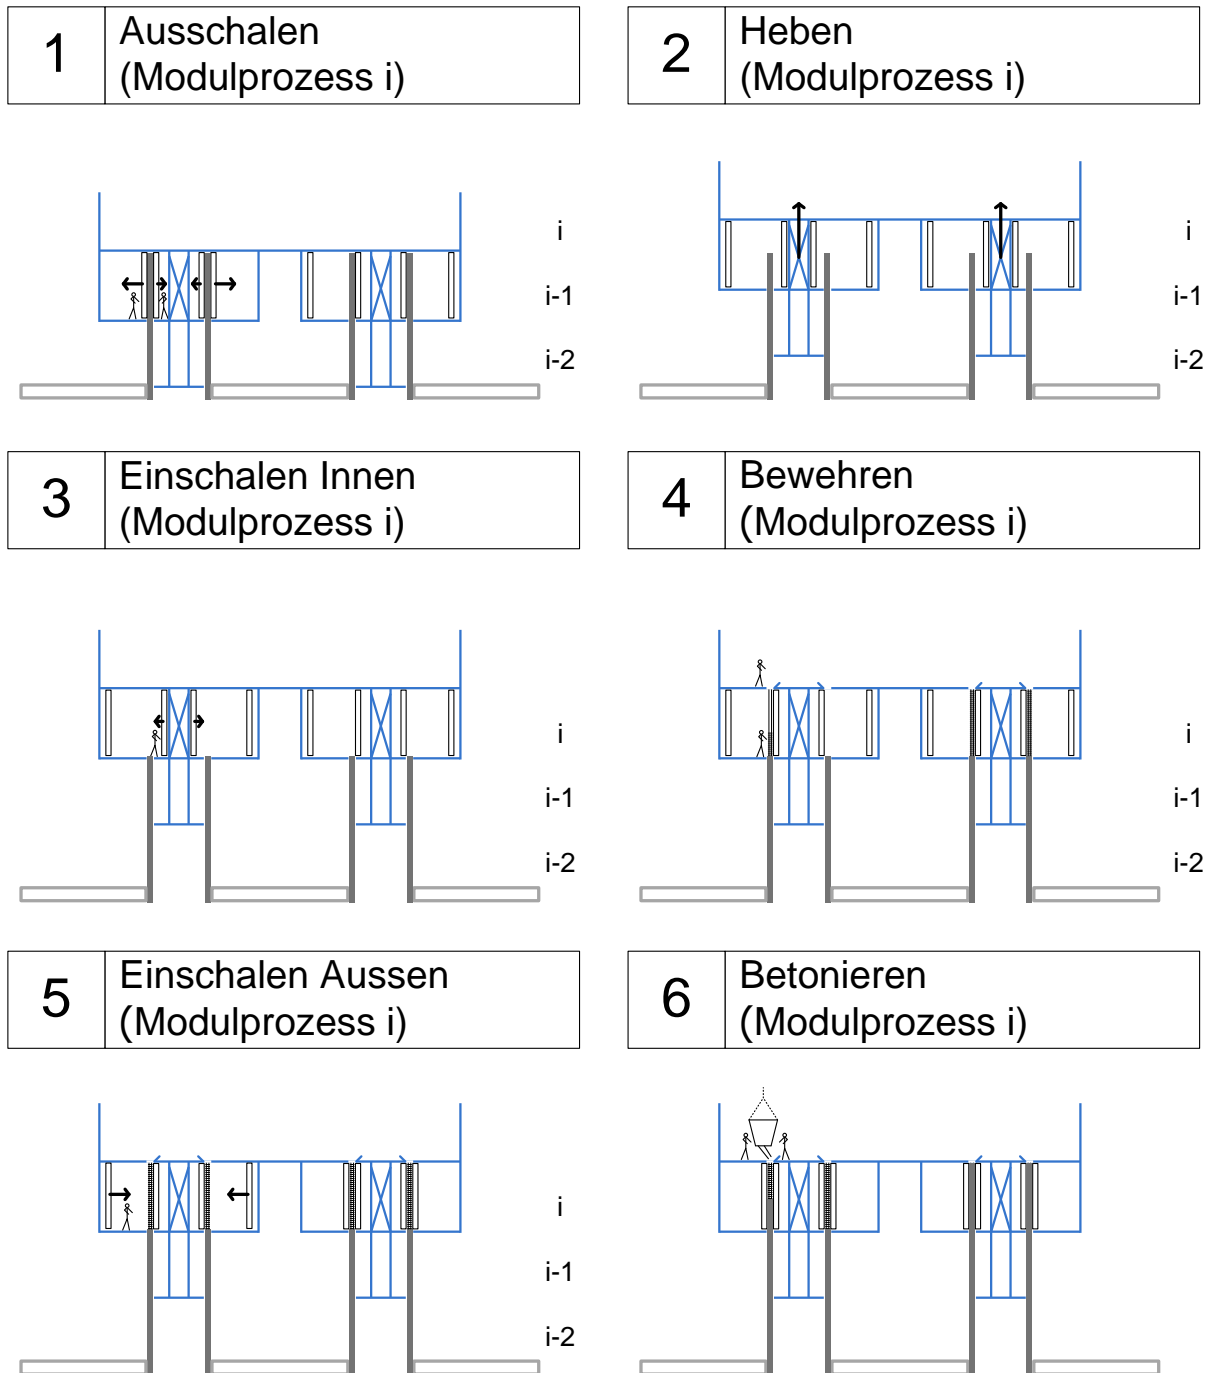 1
Ausschalen
(Modulprozess i)
2
Heben
(Modulprozess i)
i
i-1
i-2
i
i-1
i-2
3
Einschalen Innen
(Modulprozess i)
4
Bewehren
(Modulprozess i)
i
i-1
i-2
i
i-1
i-2
5
Einschalen Aussen
(Modulprozess i)
6
Betonieren
(Modulprozess i)
i
i-1
i-2